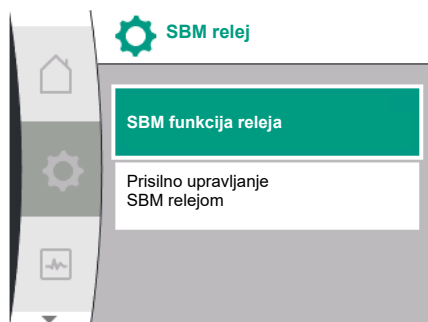 SBM relej
SBM funkcija releja
Prisilno upravljanje
SBM relejom